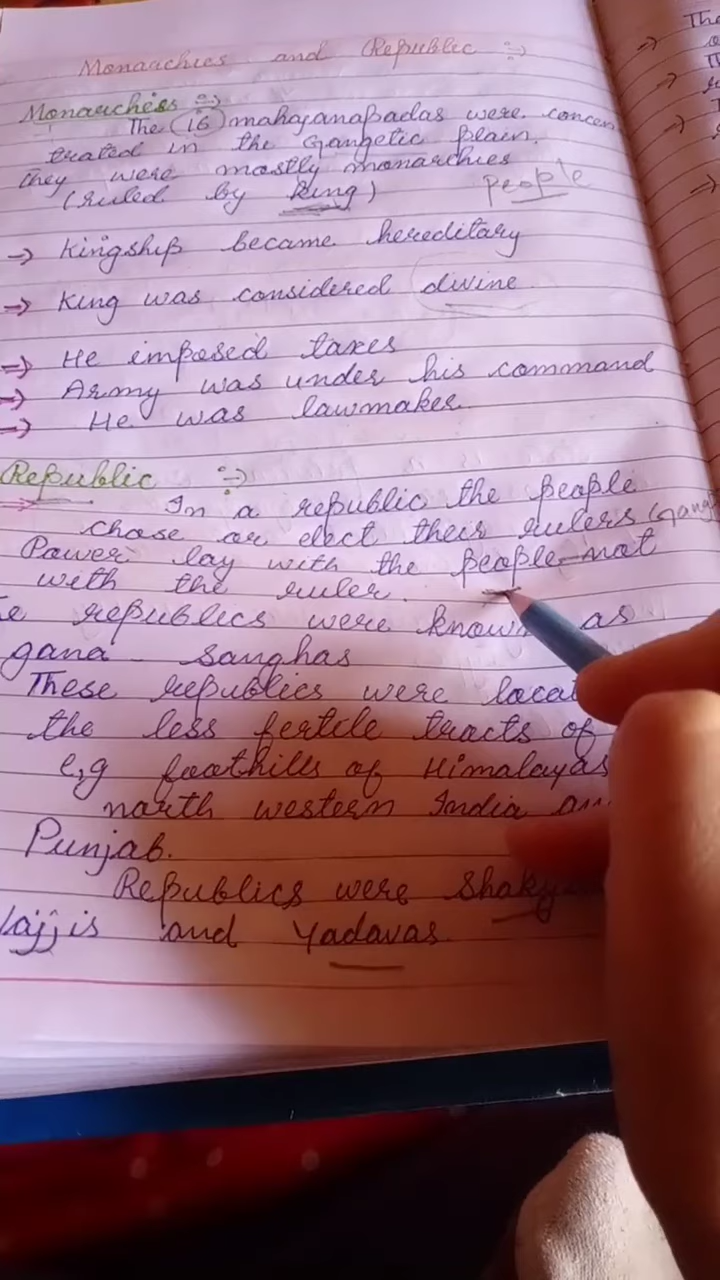 Monarchies and Republic :-)
Monarchess :-)
The (16) mahajanapadas were concen
trated in the Gangetic plain.
They were mostly monarchies
(ruled by king) people
→ Kingship became hereditary
→ King was considered divine
→ He imposed taxes
→ Army was under his command
→ He was lawmaker
Republic :-)
→ In a republic the people
chose or elect their rulers
Power lay with the people not
with the ruler.
republics were known as
gana - sanghas
These republics were locat
the less fertile tracts of
e,g foothills of Himalayas
north western India
Punjab.
Republics were Shaky
Vajjis and Yadavas.